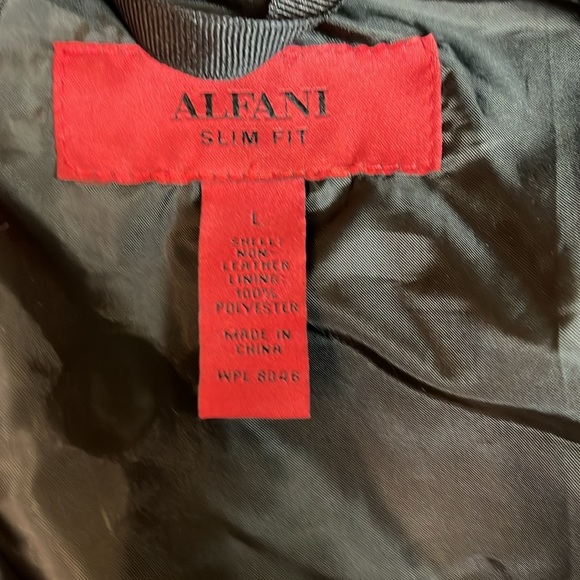 ALFANI
SLIM FIT
L
SHELL:
NON-
LEATHER
LINING:
100%
POLYESTER
MADE IN
CHINA
WPL 8046